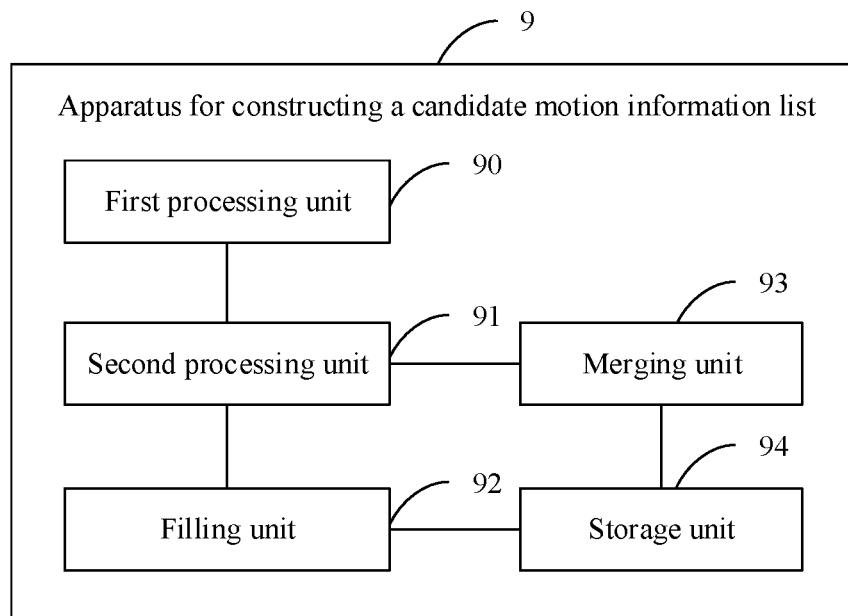 9
Apparatus for constructing a candidate motion information list
90
First processing unit
91
93
Second processing unit
Merging unit
92
94
Filling unit
Storage unit